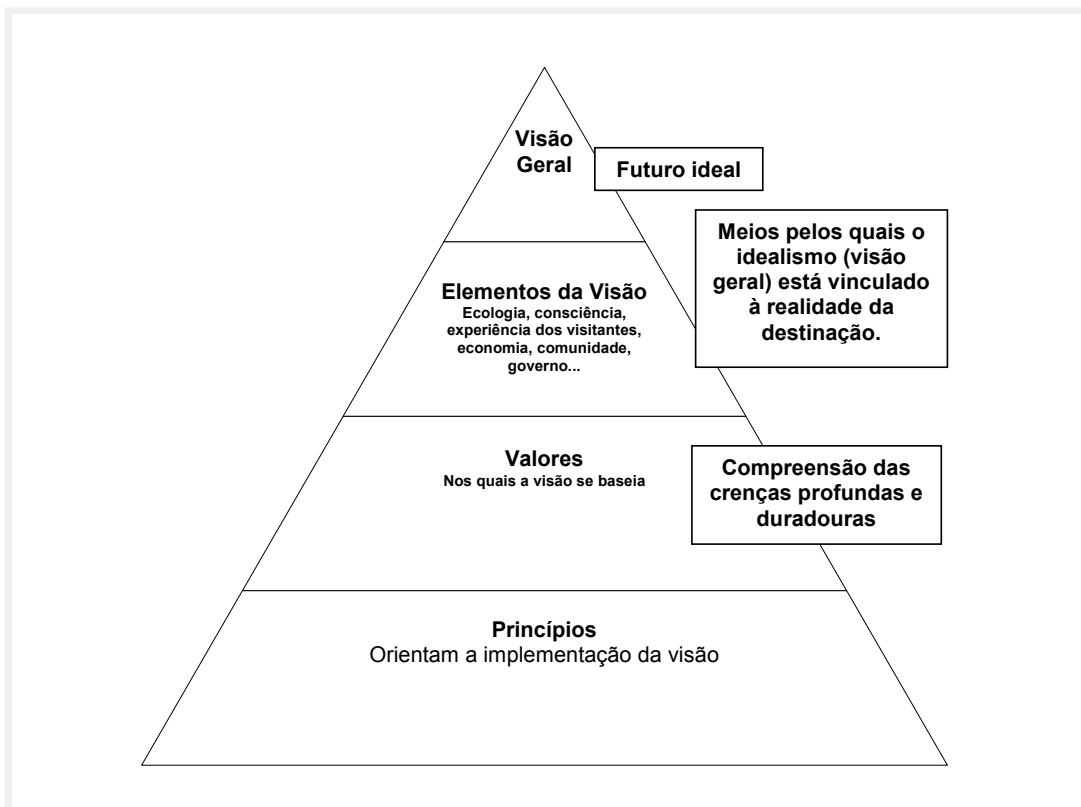 Visão
Geral
Futuro ideal
Meios pelos quais o
idealismo (visão
geral) está vinculado
à realidade da
destinação.
Elementos da Visão
Ecologia, consciência,
experiência dos visitantes,
economia, comunidade,
governo...
Valores
Nos quais a visão se baseia
Compreensão das
crenças profundas e
duradouras
Princípios
Orientam a implementação da visão